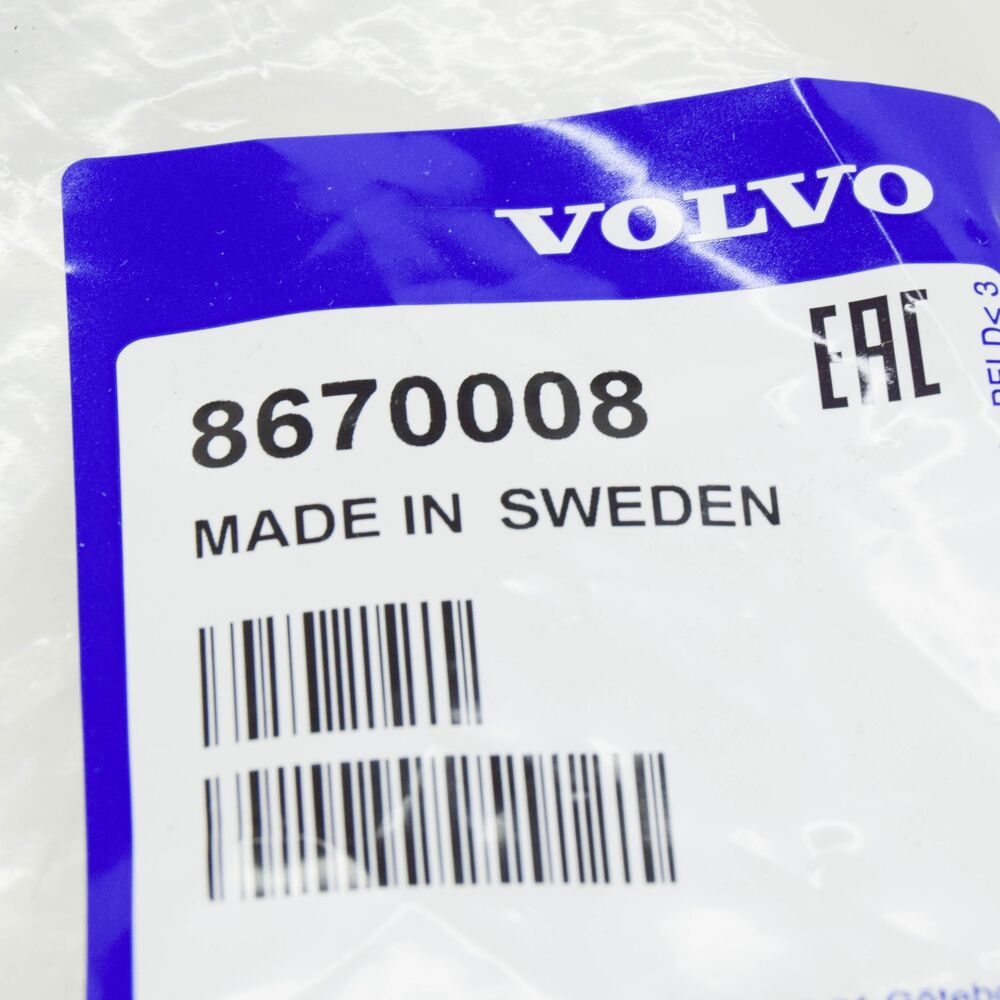 VOLVO
EAC
8670008
MADE IN SWEDEN